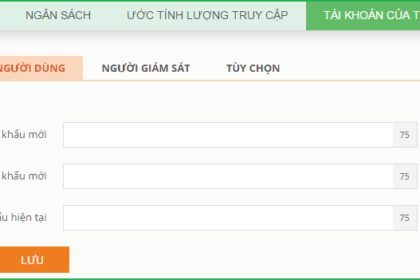 NGÂN SÁCH ƯỚC TÍNH LƯỢNG TRUY CẬP TÀI KHOẢN CỦA
NGƯỜI DÙNG NGƯỜI GIÁM SÁT TÙY CHỌN
khẩu mới 75
khẩu mới 75
hiện tại 75
LƯU